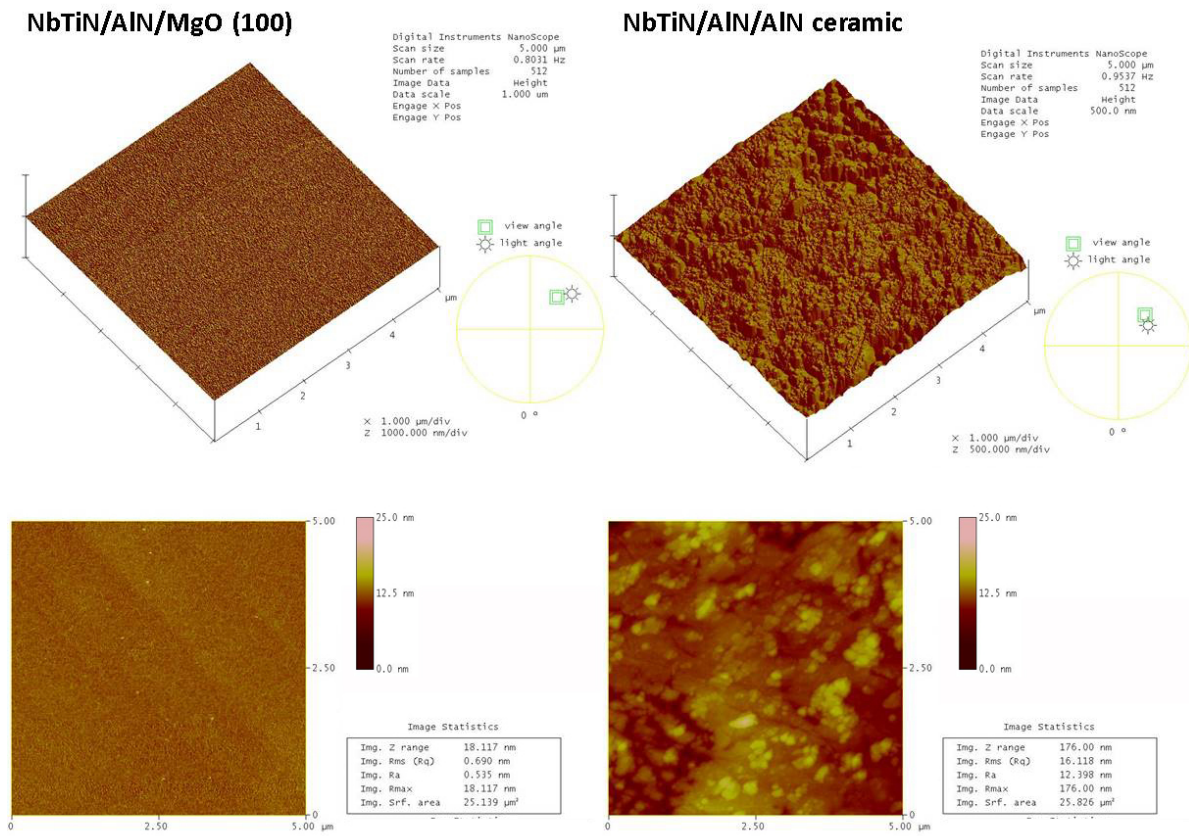 NbTiN/AlN/MgO (100)
Digital Instruments NanoScope
Scan size 5.000 µm
Scan rate 0.8031 Hz
Number of samples 512
Image Data Height
Data scale 1.000 um
Engage X Pos
Engage Y Pos
view angle
light angle
µm
4
3
2
1
X 1.000 µm/div
Z 1000.000 nm/div
0 °
NbTiN/AlN/AlN ceramic
Digital Instruments NanoScope
Scan size 5.000 µm
Scan rate 0.9537 Hz
Number of samples 512
Image Data Height
Data scale 500.0 nm
Engage X Pos
Engage Y Pos
view angle
light angle
µm
4
3
2
1
X 1.000 µm/div
Z 500.000 nm/div
0 °
5.00
2.50
0
0 2.50 5.00 µm
25.0 nm
12.5 nm
0.0 nm
Image Statistics
Img. Z range 18.117 nm
Img. Rms (Rq) 0.690 nm
Img. Ra 0.535 nm
Img. Rmax 18.117 nm
Img. Srf. area 25.139 µm²
5.00
2.50
0
0 2.50 5.00 µm
25.0 nm
12.5 nm
0.0 nm
Image Statistics
Img. Z range 176.00 nm
Img. Rms (Rq) 16.118 nm
Img. Ra 12.398 nm
Img. Rmax 176.00 nm
Img. Srf. area 25.826 µm²